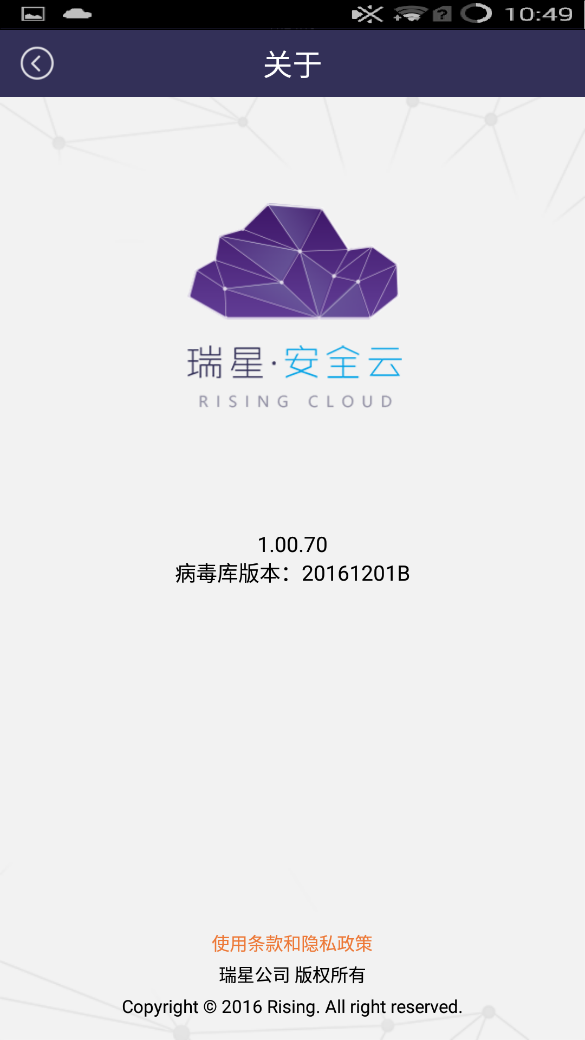 10:49
关于
瑞星·安全云
RISING CLOUD
1.00.70
病毒库版本：20161201B
使用条款和隐私政策
瑞星公司 版权所有
Copyright © 2016 Rising. All right reserved.